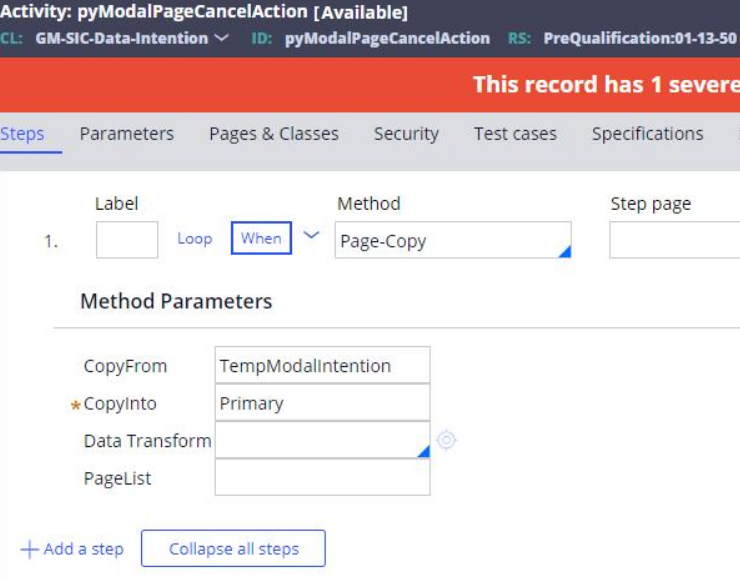 Activity: pyModalPageCancelAction [Available]
CL: GM-SIC-Data-Intention ID: pyModalPageCancelAction RS: PreQualification:01-13-50
This record has 1 severe
Steps Parameters Pages & Classes Security Test cases Specifications
Label Method Step page
1. Loop When Page-Copy
Method Parameters
CopyFrom TempModalIntention
*CopyInto Primary
Data Transform
PageList
+ Add a step Collapse all steps